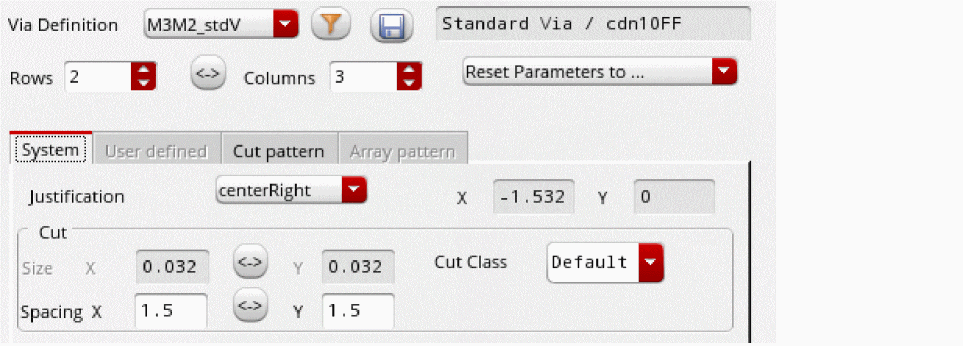 Via Definition M3M2_stdV Standard Via / cdn10FF
Rows 2 <-> Columns 3 Reset Parameters to ...
System User defined Cut pattern Array pattern
Justification centerRight X -1.532 Y 0
Cut
Size X 0.032 <-> Y 0.032 Cut Class Default
Spacing X 1.5 <-> Y 1.5